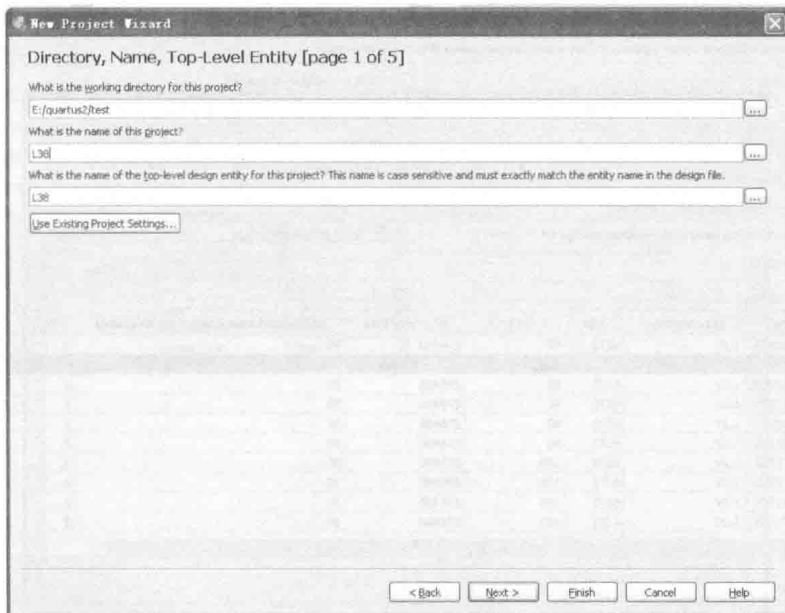 New Project Wizard
Directory, Name, Top-Level Entity [page 1 of 5]
What is the working directory for this project?
E:/quartus2/test
...
What is the name of this project?
L38
...
What is the name of the top-level design entity for this project? This name is case sensitive and must exactly match the entity name in the design file.
L38
...
Use Existing Project Settings...
< Back Next > Finish Cancel Help